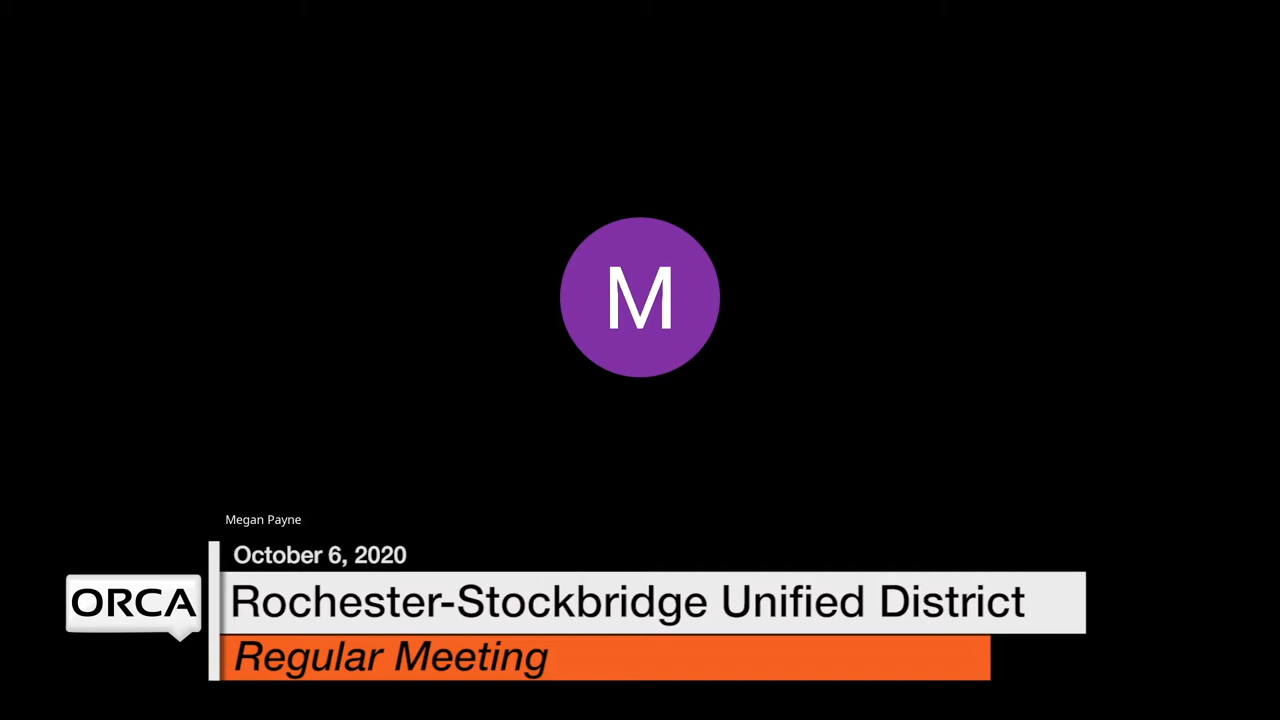 M
Megan Payne
October 6, 2020
ORCA
Rochester-Stockbridge Unified District
Regular Meeting